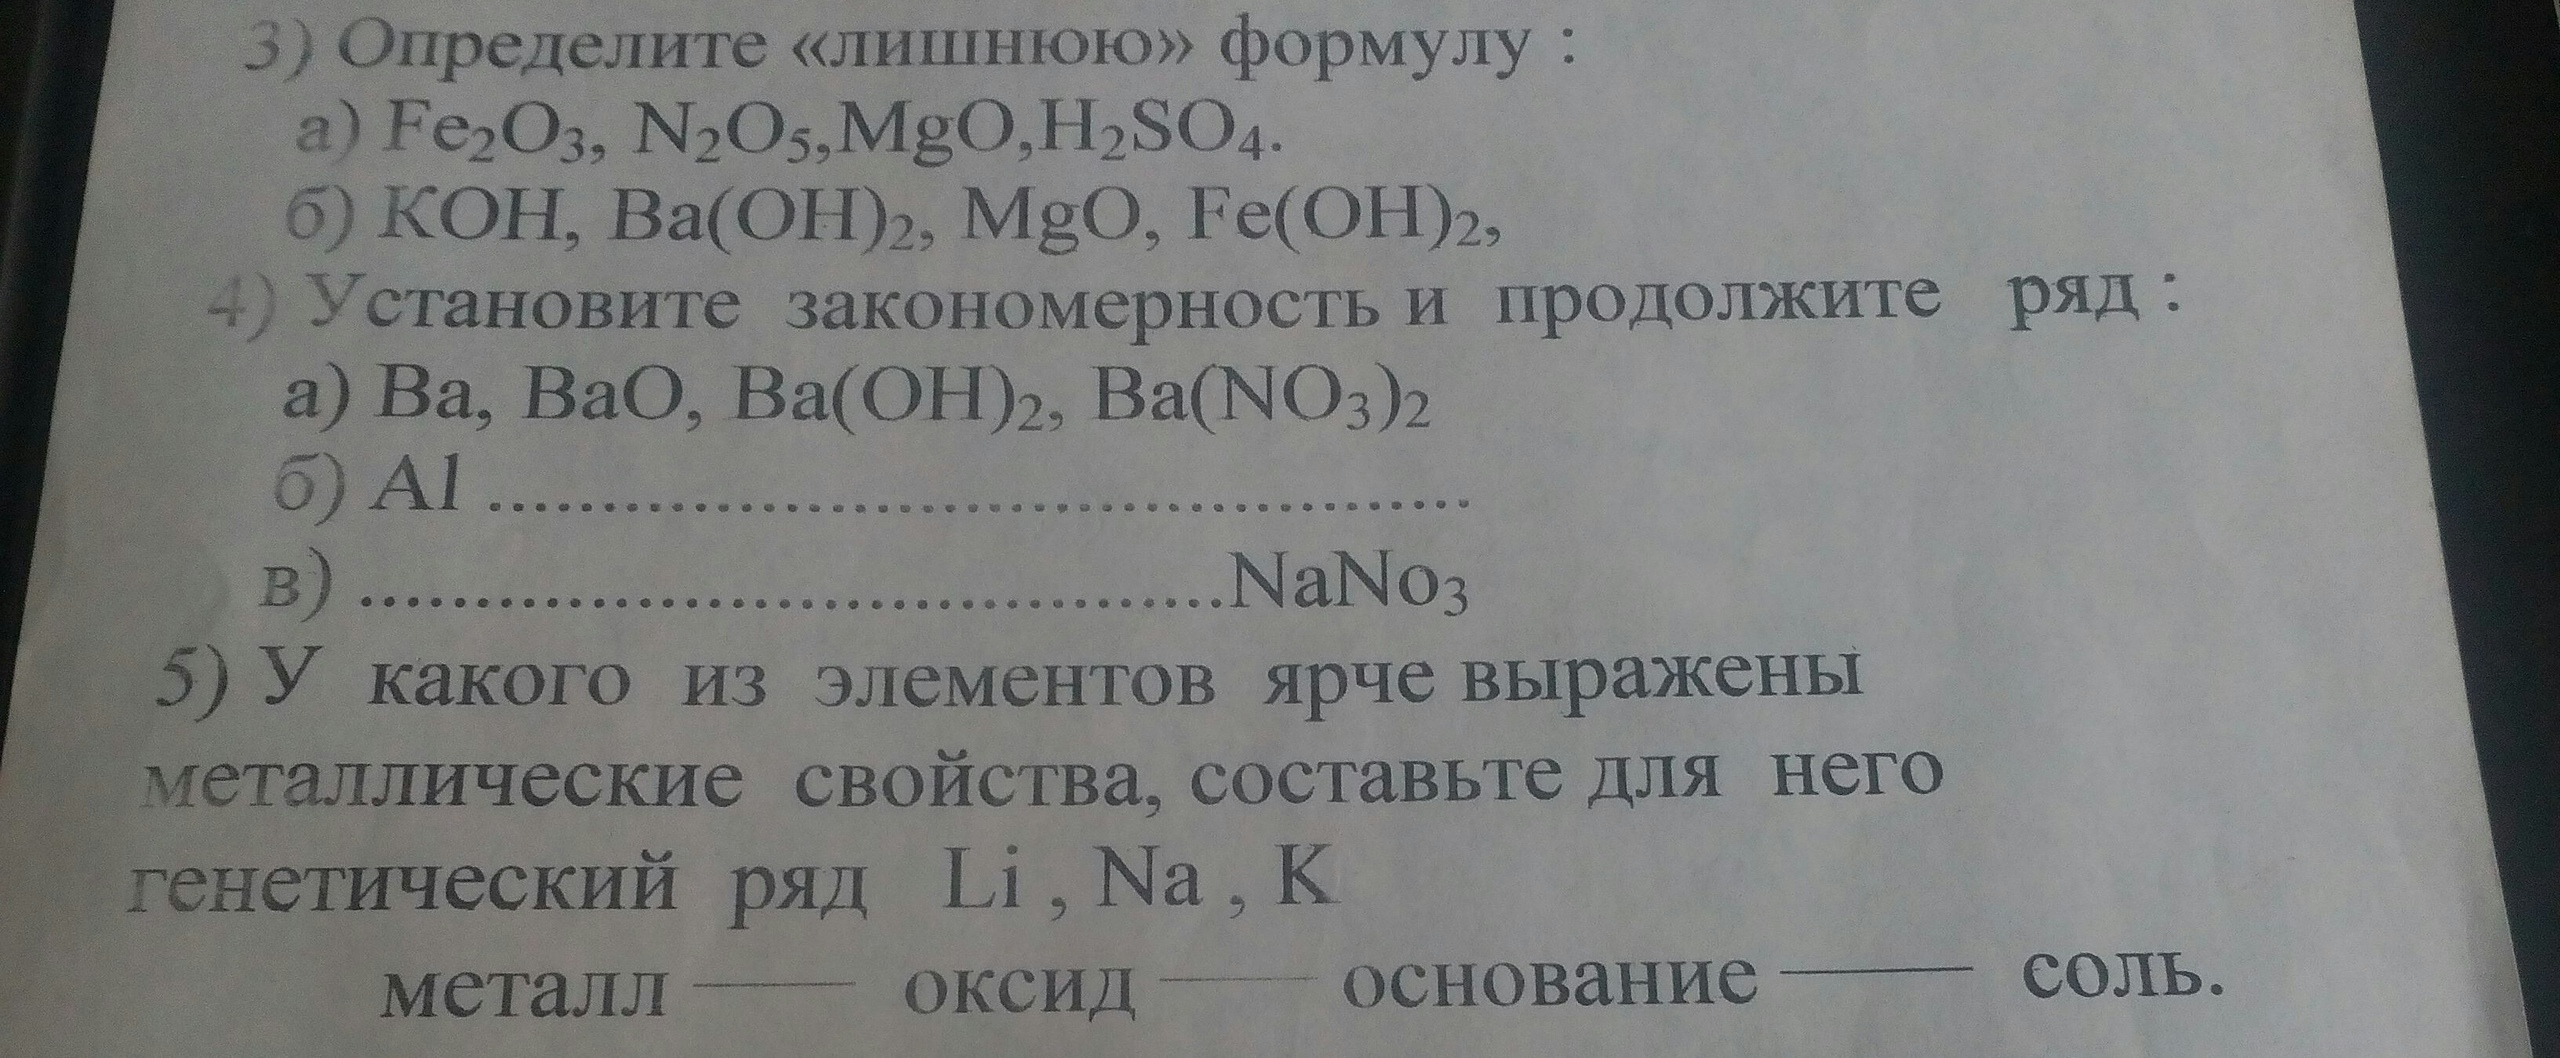 3) Определите «лишнюю» формулу :
а) Fe₂O₃, N₂O₅,MgO,H₂SO₄.
б) KOH, Ba(OH)₂, MgO, Fe(OH)₂,
4) Установите закономерность и продолжите ряд :
а) Ba, BaO, Ba(OH)₂, Ba(NO₃)₂
б) Al ..........................................
в) ......................................NaNo₃
5) У какого из элементов ярче выражены
металлические свойства, составьте для него
генетический ряд Li , Na , K
металл —— оксид —— основание —— соль.